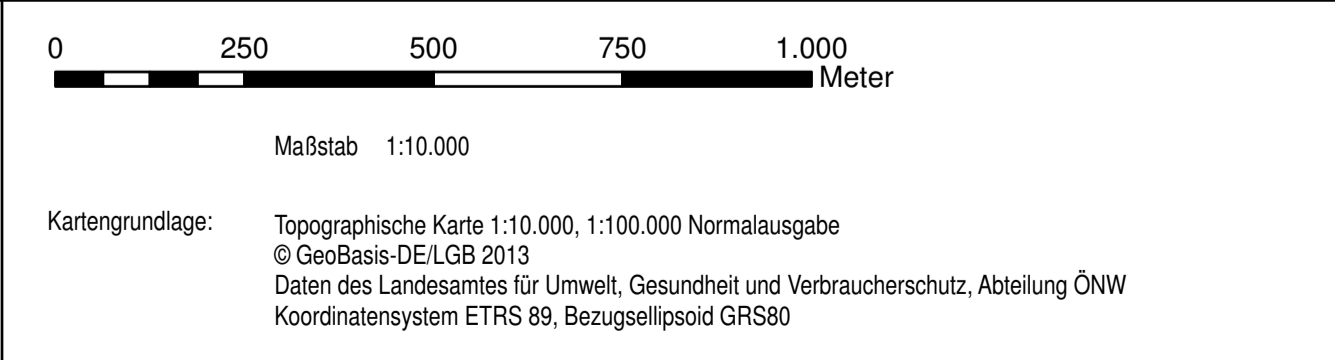 0 250 500 750 1.000
Meter
Maßstab 1:10.000
Kartengrundlage: Topographische Karte 1:10.000, 1:100.000 Normalausgabe
© GeoBasis-DE/LGB 2013
Daten des Landesamtes für Umwelt, Gesundheit und Verbraucherschutz, Abteilung ÖNW
Koordinatensystem ETRS 89, Bezugsellipsoid GRS80